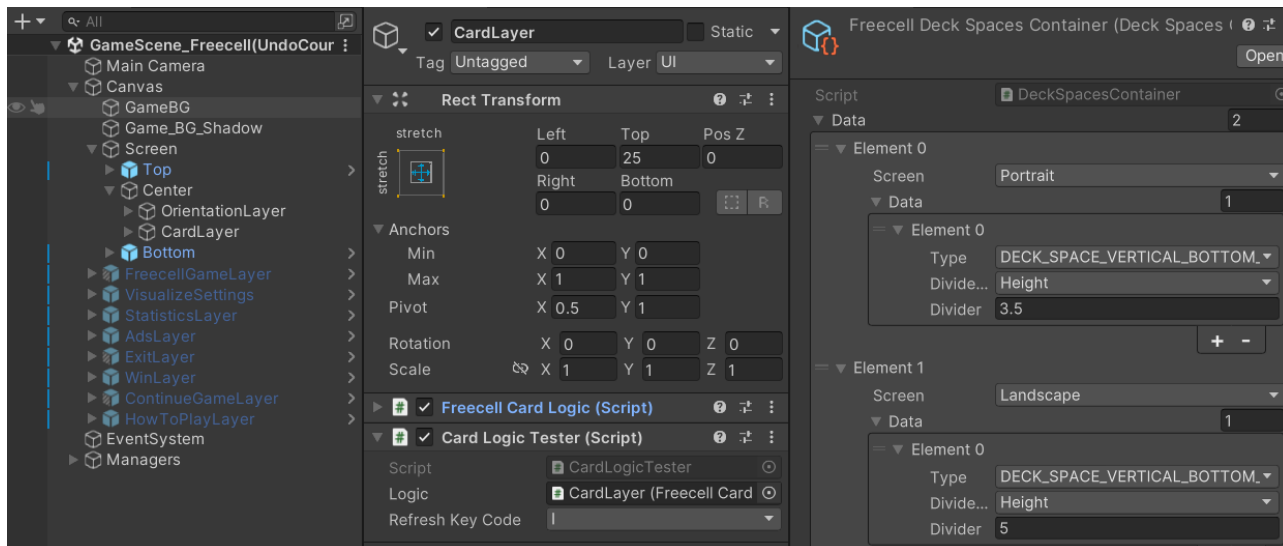 All
GameScene_Freecell(UndoCour
Main Camera
Canvas
GameBG
Game_BG_Shadow
Screen
Top
Center
OrientationLayer
CardLayer
Bottom
FreecellGameLayer
VisualizeSettings
StatisticsLayer
AdsLayer
ExitLayer
WinLayer
ContinueGameLayer
HowToPlayLayer
EventSystem
Managers
CardLayer Static
Tag Untagged Layer UI
Rect Transform
stretch Left Top Pos Z
stretch 0 25 0
Right Bottom
0 0 R
Anchors
Min X 0 Y 0
Max X 1 Y 1
Pivot X 0.5 Y 1
Rotation X 0 Y 0 Z 0
Scale X 1 Y 1 Z 1
# Freecell Card Logic (Script)
# Card Logic Tester (Script)
Script # CardLogicTester
Logic # CardLayer (Freecell Card
Refresh Key Code I
Freecell Deck Spaces Container (Deck Spaces (
Open
Script # DeckSpacesContainer
Data 2
Element 0
Screen Portrait
Data 1
Element 0
Type DECK_SPACE_VERTICAL_BOTTOM_
Divide... Height
Divider 3.5
+ -
Element 1
Screen Landscape
Data 1
Element 0
Type DECK_SPACE_VERTICAL_BOTTOM_
Divide... Height
Divider 5